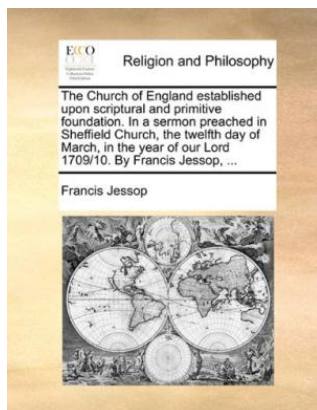 ECCO
Religion and Philosophy
The Church of England established
upon scriptural and primitive
foundation. In a sermon preached in
Sheffield Church, the twelfth day of
March, in the year of our Lord
1709/10. By Francis Jessop, ...
Francis Jessop